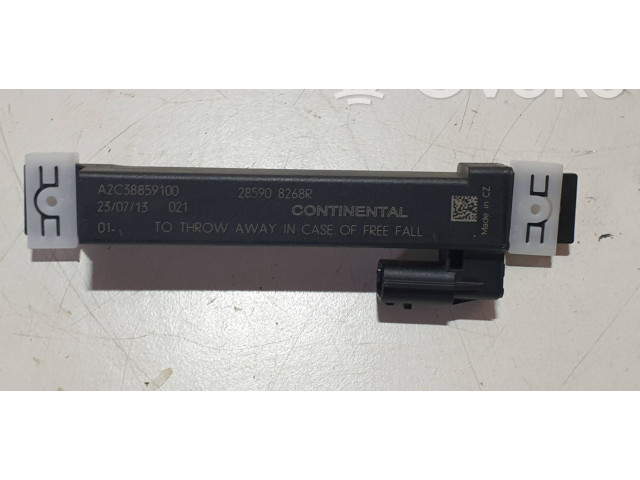 A2C38859100 28590 8268R
23/07/13 021 CONTINENTAL
01- TO THROW AWAY IN CASE OF FREE FALL
Made in CZ